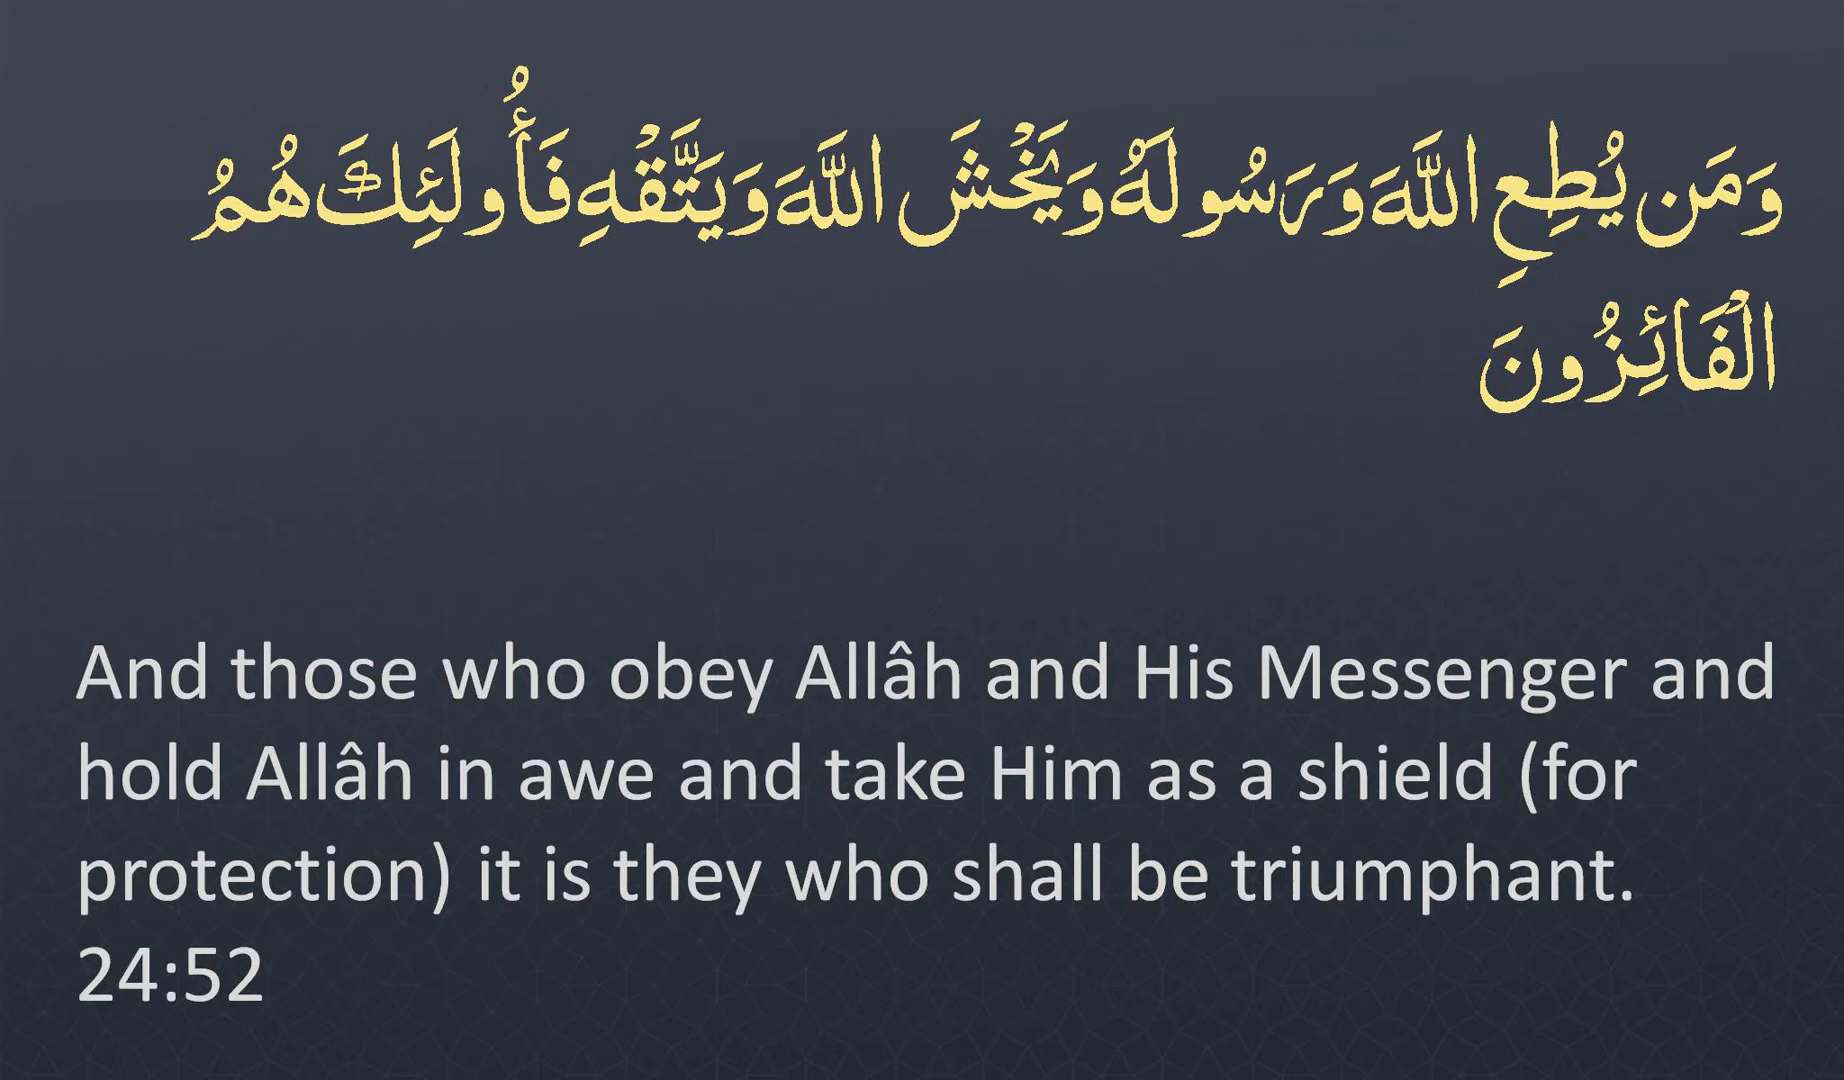 وَمَن يُطِعِ اللَّهَ وَرَسُولَهُ وَيَخْشَ اللَّهَ وَيَتَّقْهِ فَأُولَئِكَ هُمُ
الْفَائِزُونَ
And those who obey Allâh and His Messenger and
hold Allâh in awe and take Him as a shield (for
protection) it is they who shall be triumphant.
24:52